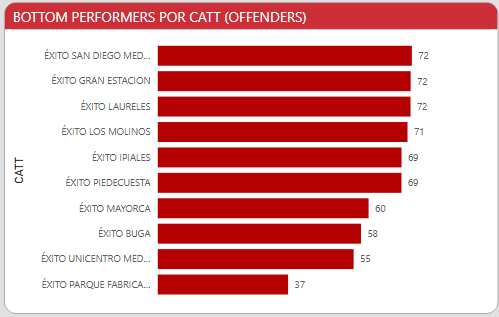 BOTTOM PERFORMERS POR CATT (OFFENDERS)
CATT
ÉXITO SAN DIEGO MED... 72
ÉXITO GRAN ESTACION 72
ÉXITO LAURELES 72
ÉXITO LOS MOLINOS 71
ÉXITO IPIALES 69
ÉXITO PIEDECUESTA 69
ÉXITO MAYORCA 60
ÉXITO BUGA 58
ÉXITO UNICENTRO MED... 55
ÉXITO PARQUE FABRICA... 37